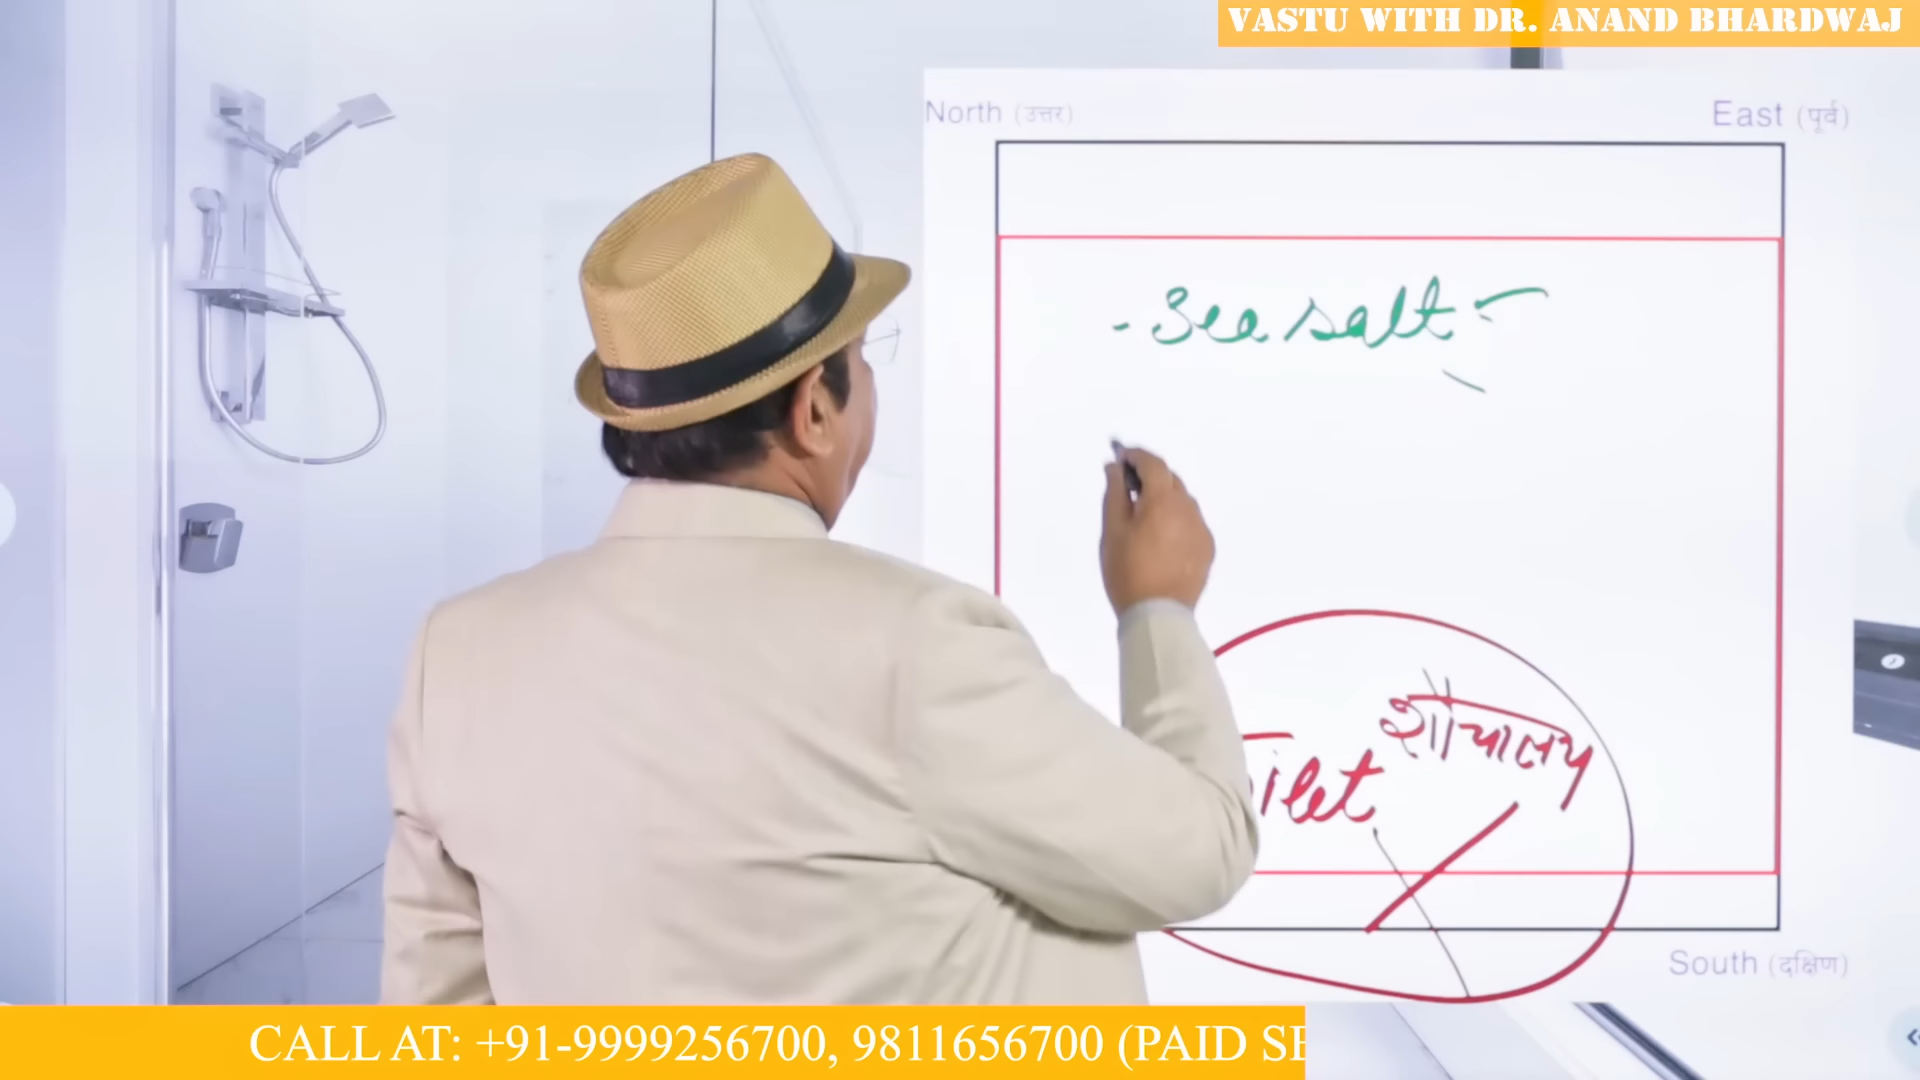 VASTU WITH DR. ANAND BHARDWAJ
North (उत्तर)
East (पूर्व)
- Sea salt -
शौचालय
South (दक्षिण)
CALL AT: +91-9999256700, 9811656700 (PAID